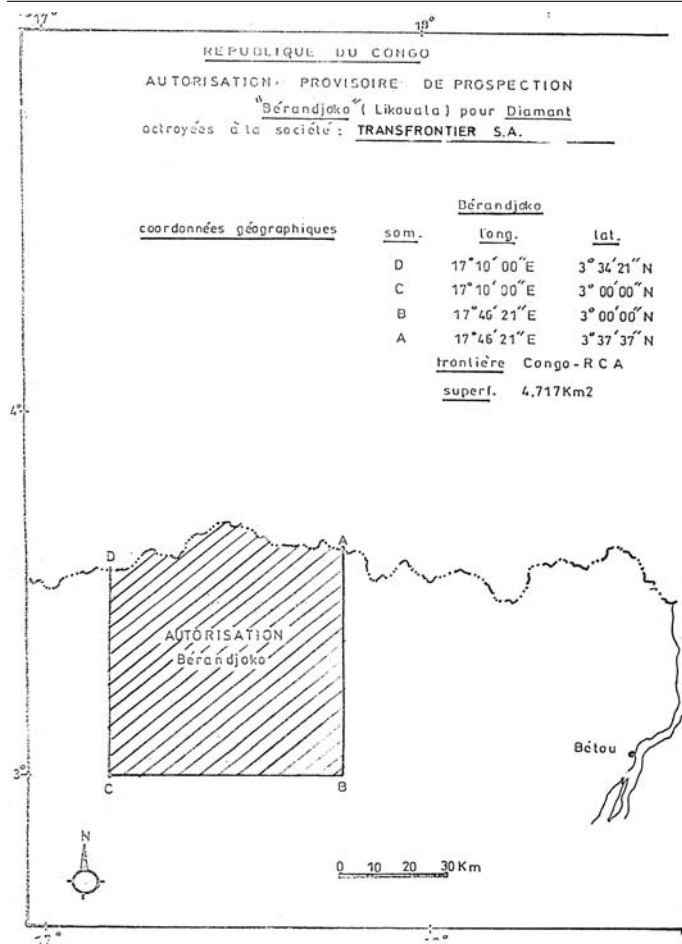 17° 18°
REPUBLIQUE DU CONGO
AUTORISATION PROVISOIRE DE PROSPECTION
"Bérandjoko" ( Likouala ) pour Diamant
octroyées à la société : TRANSFRONTIER S.A.
Bérandjoko
coordonnées géographiques som. long. lat.
D 17°10'00"E 3°34'21"N
C 17°10'00"E 3°00'00"N
B 17°46'21"E 3°00'00"N
A 17°46'21"E 3°37'37"N
frontière Congo-RCA
superf. 4.717Km2
4°
D A
AUTORISATION
Bérandjoko
Bétou
3°
C B
N
0 10 20 30 Km
17°